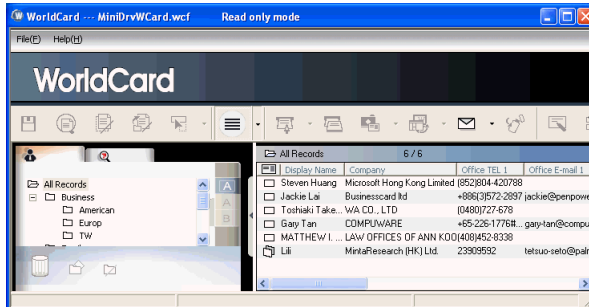 WorldCard --- MiniDrvWCard.wcf Read only mode
File(F) Help(H)
WorldCard
All Records 6 / 6
Display Name Company Office TEL 1 Office E-mail 1
Steven Huang Microsoft Hong Kong Limited (852)804-420788
Jackie Lai Businesscard ltd +886(3)572-2897 jackie@penpowe
Toshiaki Take... WA CO., LTD (0480)727-678
Gary Tan COMPUWARE +65-226-1776#... gary-tan@compu
MATTHEW I. ... LAW OFFICES OF ANN KOO (408)452-8338
Lili MintaResearch (HK) Ltd. 23909592 tetsuo-seto@palr
All Records
Business
American
Europ
TW
A
A
B